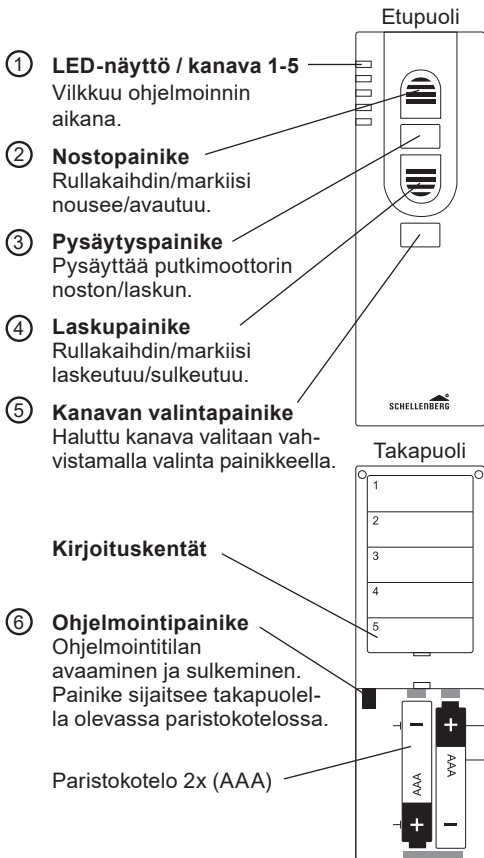 Etupuoli
1 LED-näyttö / kanava 1-5
Vilkkuu ohjelmoinnin
aikana.
2 Nostopainike
Rullakaihdin/markiisi
nousee/avautuu.
3 Pysäytyspainike
Pysäyttää putkimoottorin
noston/laskun.
4 Laskupainike
Rullakaihdin/markiisi
laskeutuu/sulkeutuu.
5 Kanavan valintapainike
Haluttu kanava valitaan vah-
vistamalla valinta painikkeella.
SCHELLENBERG
Takapuoli
1
2
3
4
5
Kirjoituskentät
6 Ohjelmointipainike
Ohjelmointitilan
avaaminen ja sulkeminen.
Painike sijaitsee takapuolel-
la olevassa paristokotelossa.
Paristokotelo 2x (AAA)
− +
AAA AAA
+ −